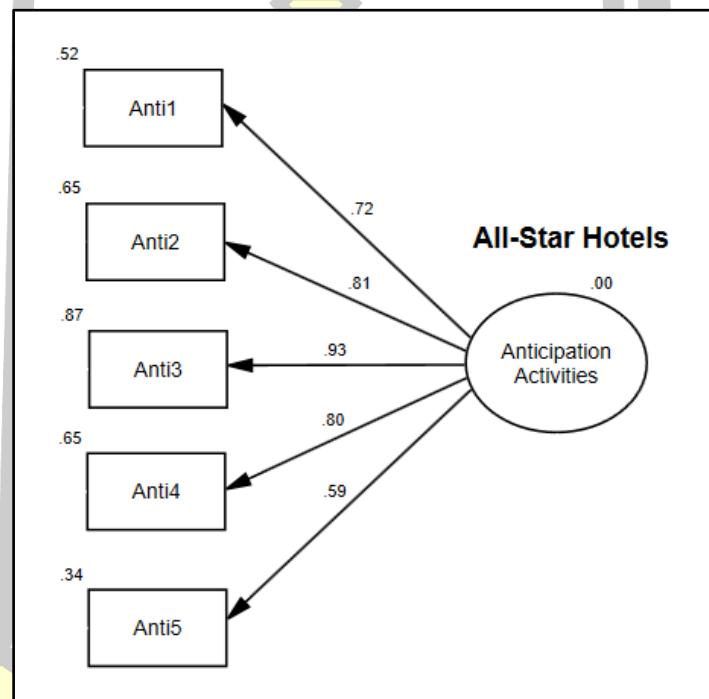 .52
Anti1
.72
.65
Anti2
All-Star Hotels
.81
.00
.87
Anti3
.93
Anticipation
Activities
.65
Anti4
.80
.59
.34
Anti5